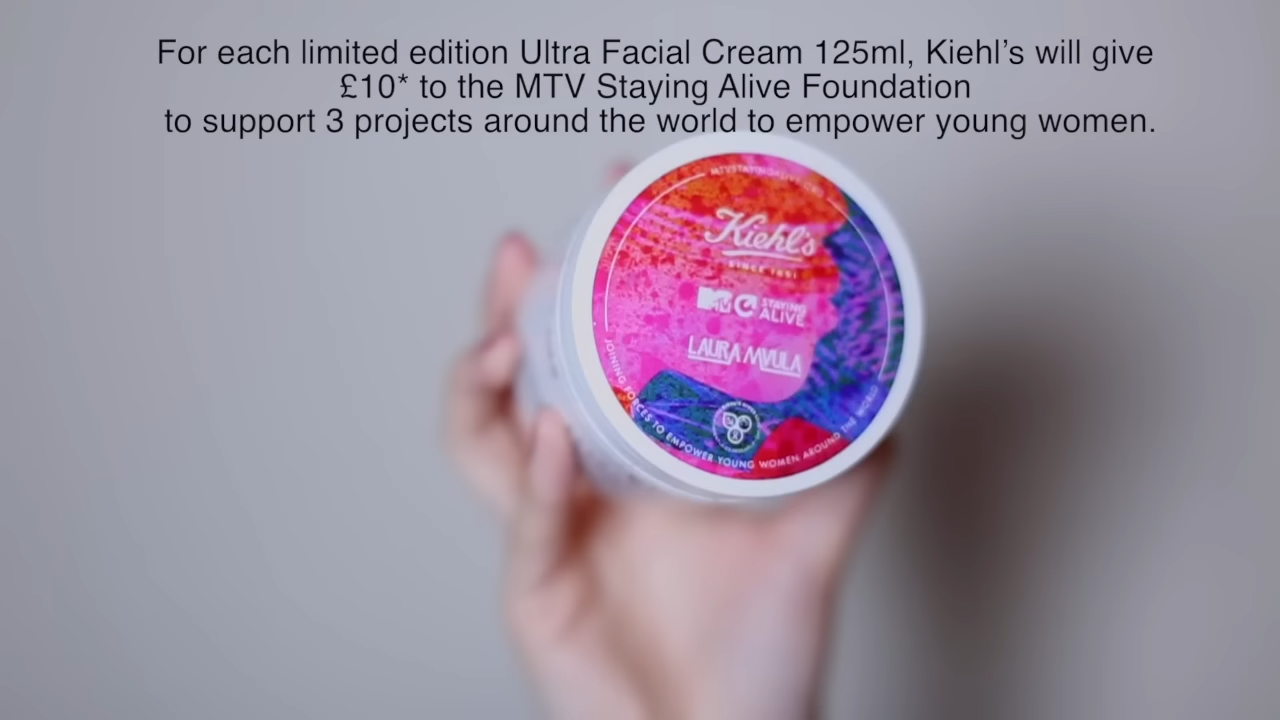 For each limited edition Ultra Facial Cream 125ml, Kiehl’s will give
£10* to the MTV Staying Alive Foundation
to support 3 projects around the world to empower young women.
MTVSTAYINGALIVE.ORG
Kiehl's
SINCE 1851
MTV STAYING
ALIVE
LAURA MVULA
JOINING FORCES TO EMPOWER YOUNG WOMEN AROUND THE WORLD